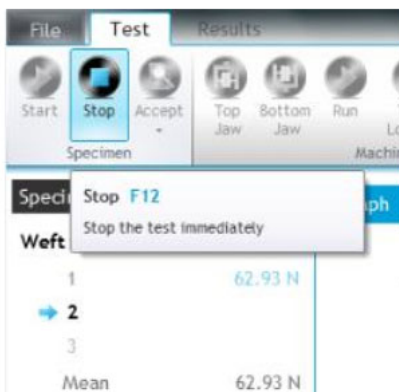 File Test Results
Start Stop Accept Top Jaw Bottom Jaw Run
Specimen
Stop F12
Stop the test immediately
Weft
1 62.93 N
2
3
Mean 62.93 N